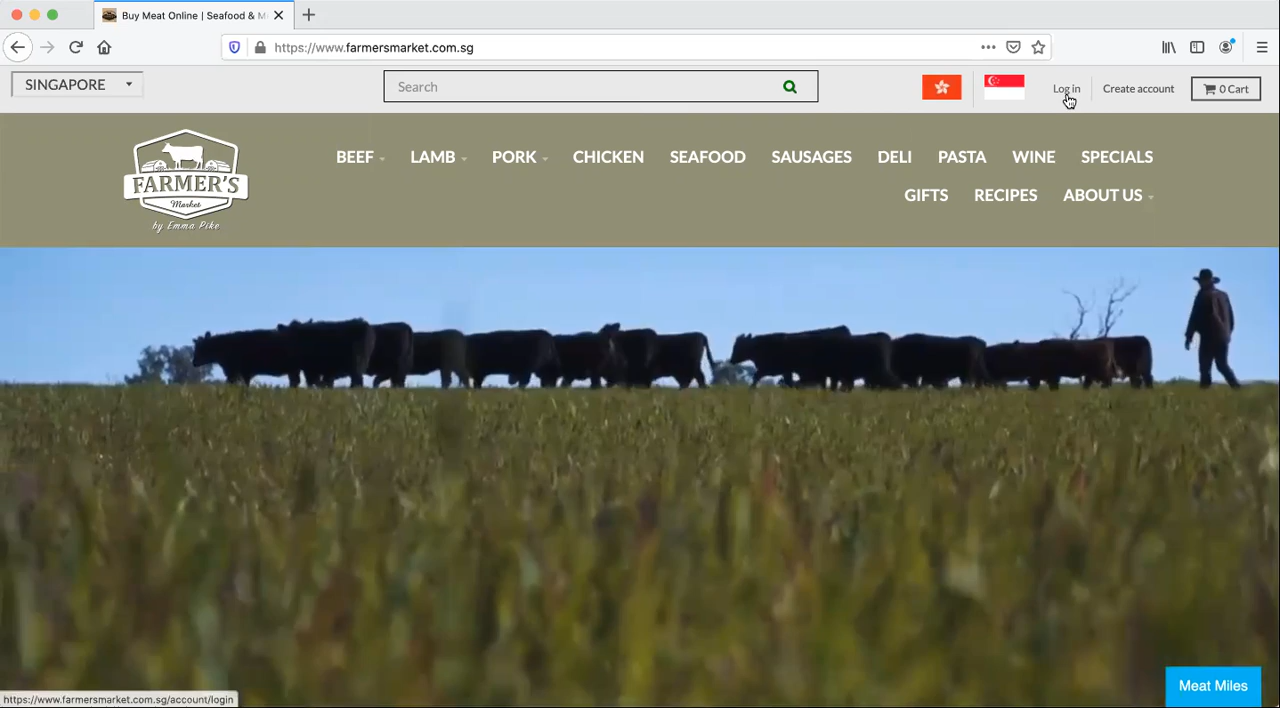 Buy Meat Online | Seafood & M
https://www.farmersmarket.com.sg
SINGAPORE
Search
Log in
Create account
0 Cart
FARMER'S
Market
by Emma Pike
BEEF
LAMB
PORK
CHICKEN
SEAFOOD
SAUSAGES
DELI
PASTA
WINE
SPECIALS
GIFTS
RECIPES
ABOUT US
Meat Miles
https://www.farmersmarket.com.sg/account/login